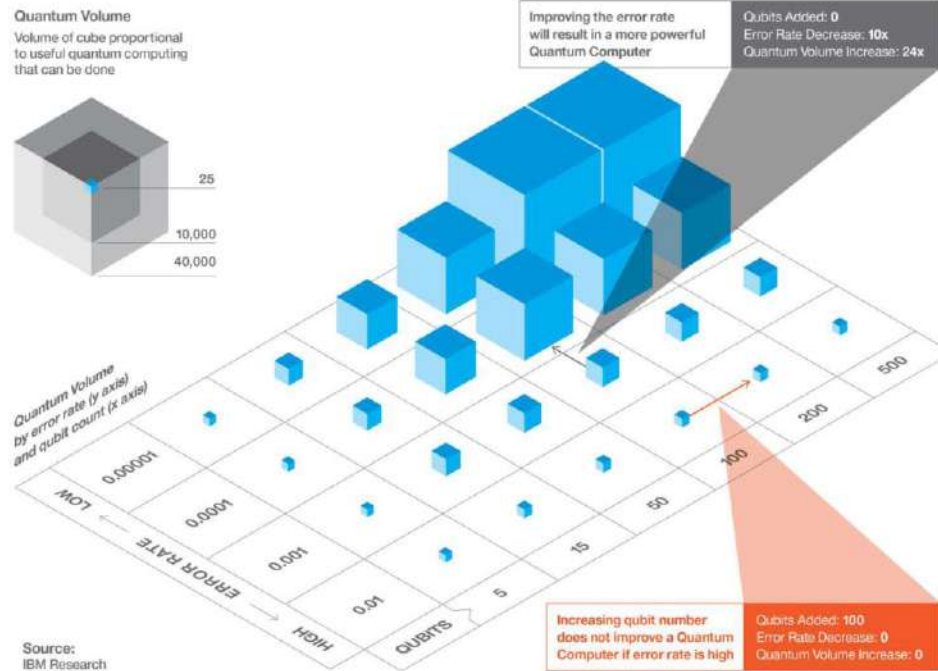 Quantum Volume
Volume of cube proportional
to useful quantum computing
that can be done
25
10,000
40,000
Improving the error rate
will result in a more powerful
Quantum Computer
Qubits Added: 0
Error Rate Decrease: 10x
Quantum Volume Increase: 24x
Quantum Volume
by error rate (y axis)
and qubit count (x axis)
0.00001
0.0001
0.001
0.01
LOW ← ERROR RATE → HIGH
QUBITS
5
15
50
100
200
500
Increasing qubit number
does not improve a Quantum
Computer if error rate is high
Qubits Added: 100
Error Rate Decrease: 0
Quantum Volume Increase: 0
Source:
IBM Research